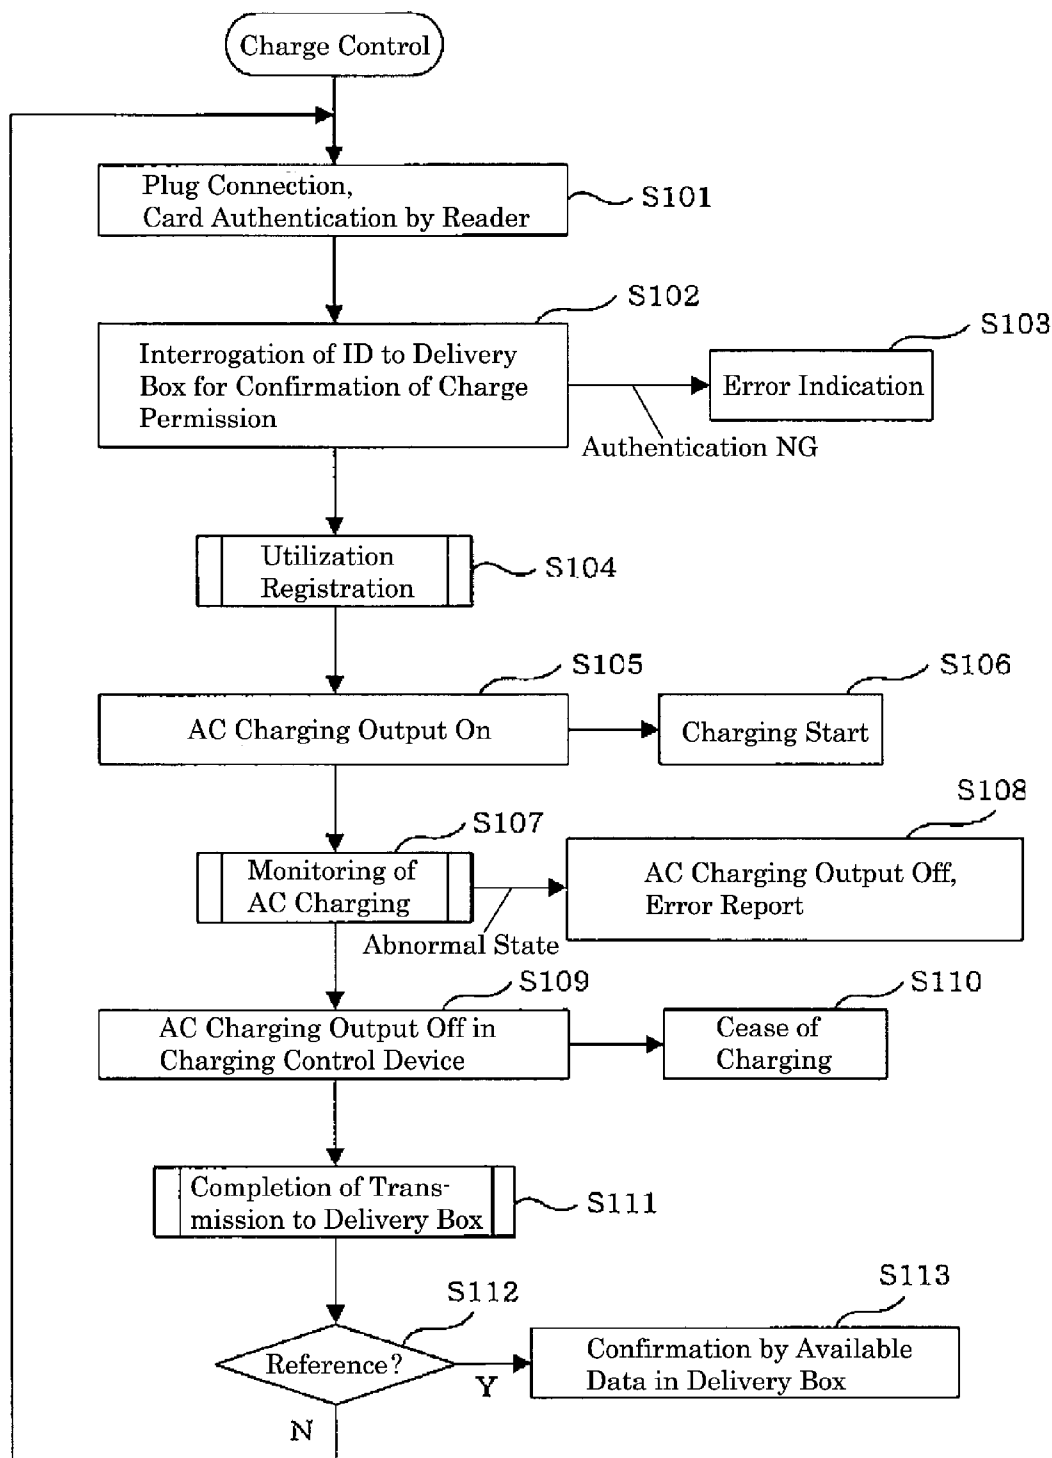 Charge Control
Plug Connection,
Card Authentication by Reader
S101
S102
Interrogation of ID to Delivery
Box for Confirmation of Charge
Permission
S103
Error Indication
Authentication NG
Utilization
Registration
S104
S105
AC Charging Output On
S106
Charging Start
S107
Monitoring of
AC Charging
Abnormal State
S108
AC Charging Output Off,
Error Report
S109
AC Charging Output Off in
Charging Control Device
S110
Cease of
Charging
Completion of Trans-
mission to Delivery Box
S111
S112
Reference?
Y
N
S113
Confirmation by Available
Data in Delivery Box